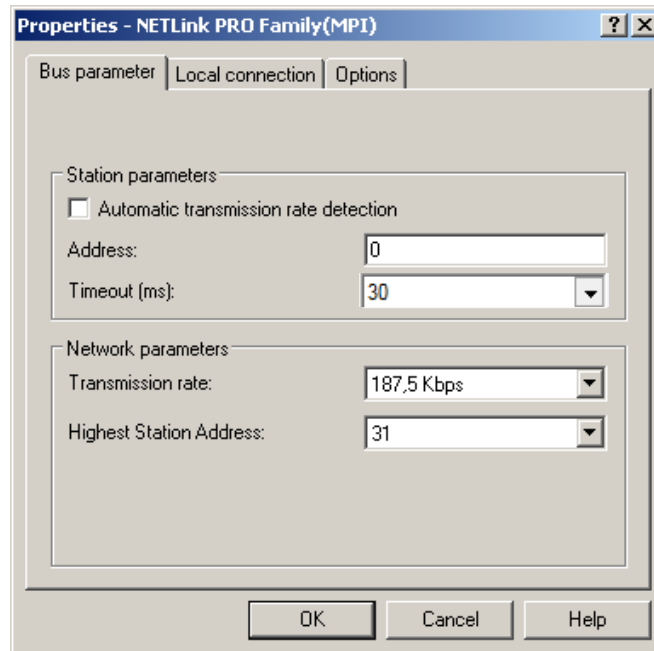 Properties - NETLink PRO Family(MPI)
Bus parameter Local connection Options
Station parameters
Automatic transmission rate detection
Address: 0
Timeout (ms): 30
Network parameters
Transmission rate: 187,5 Kbps
Highest Station Address: 31
OK Cancel Help